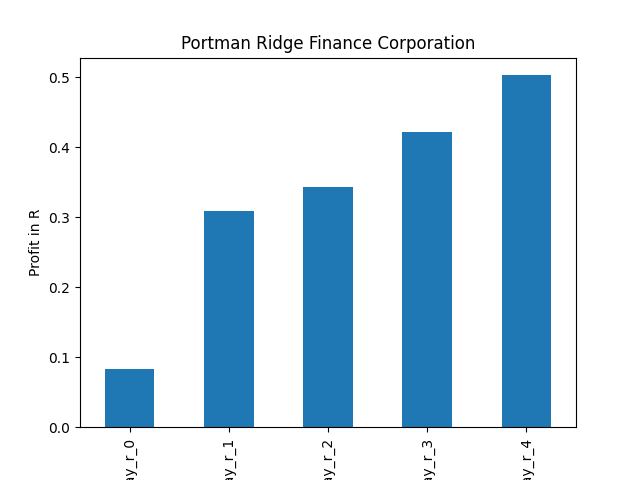 Portman Ridge Finance Corporation
Profit in R
0.5
0.4
0.3
0.2
0.1
0.0
ay_r_0
ay_r_1
ay_r_2
ay_r_3
ay_r_4